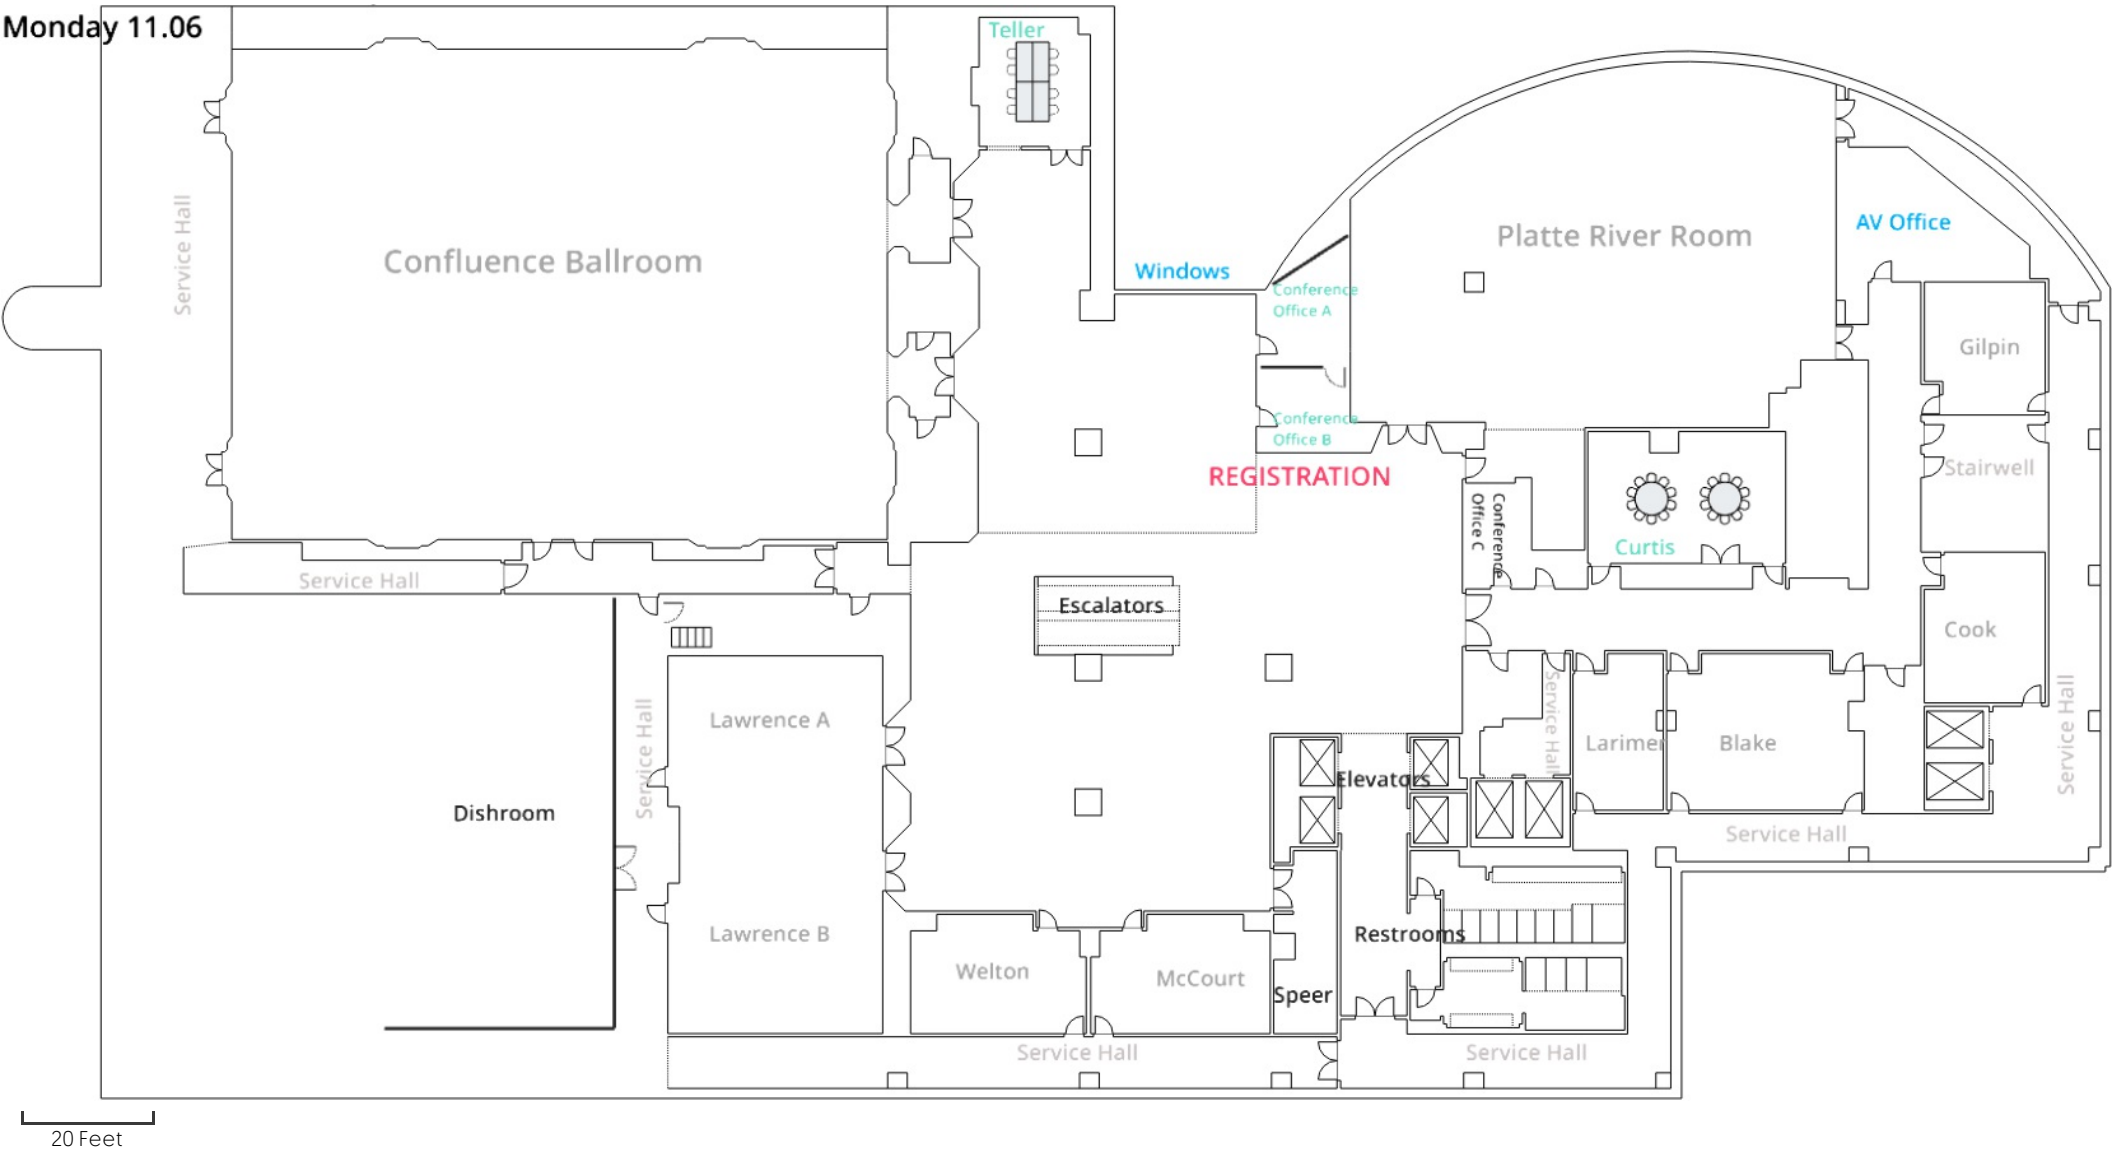 Monday 11.06
Teller
Service Hall
Confluence Ballroom
Windows
Conference
Office A
Platte River Room
AV Office
Gilpin
Conference
Office B
REGISTRATION
Conference
Office C
Curtis
Stairwell
Service Hall
Escalators
Cook
Lawrence A
Service Hall
Dishroom
Elevators
Service Hall
Larimer
Blake
Service Hall
Service Hall
Lawrence B
Welton
McCourt
Speer
Restrooms
Service Hall
Service Hall
20 Feet